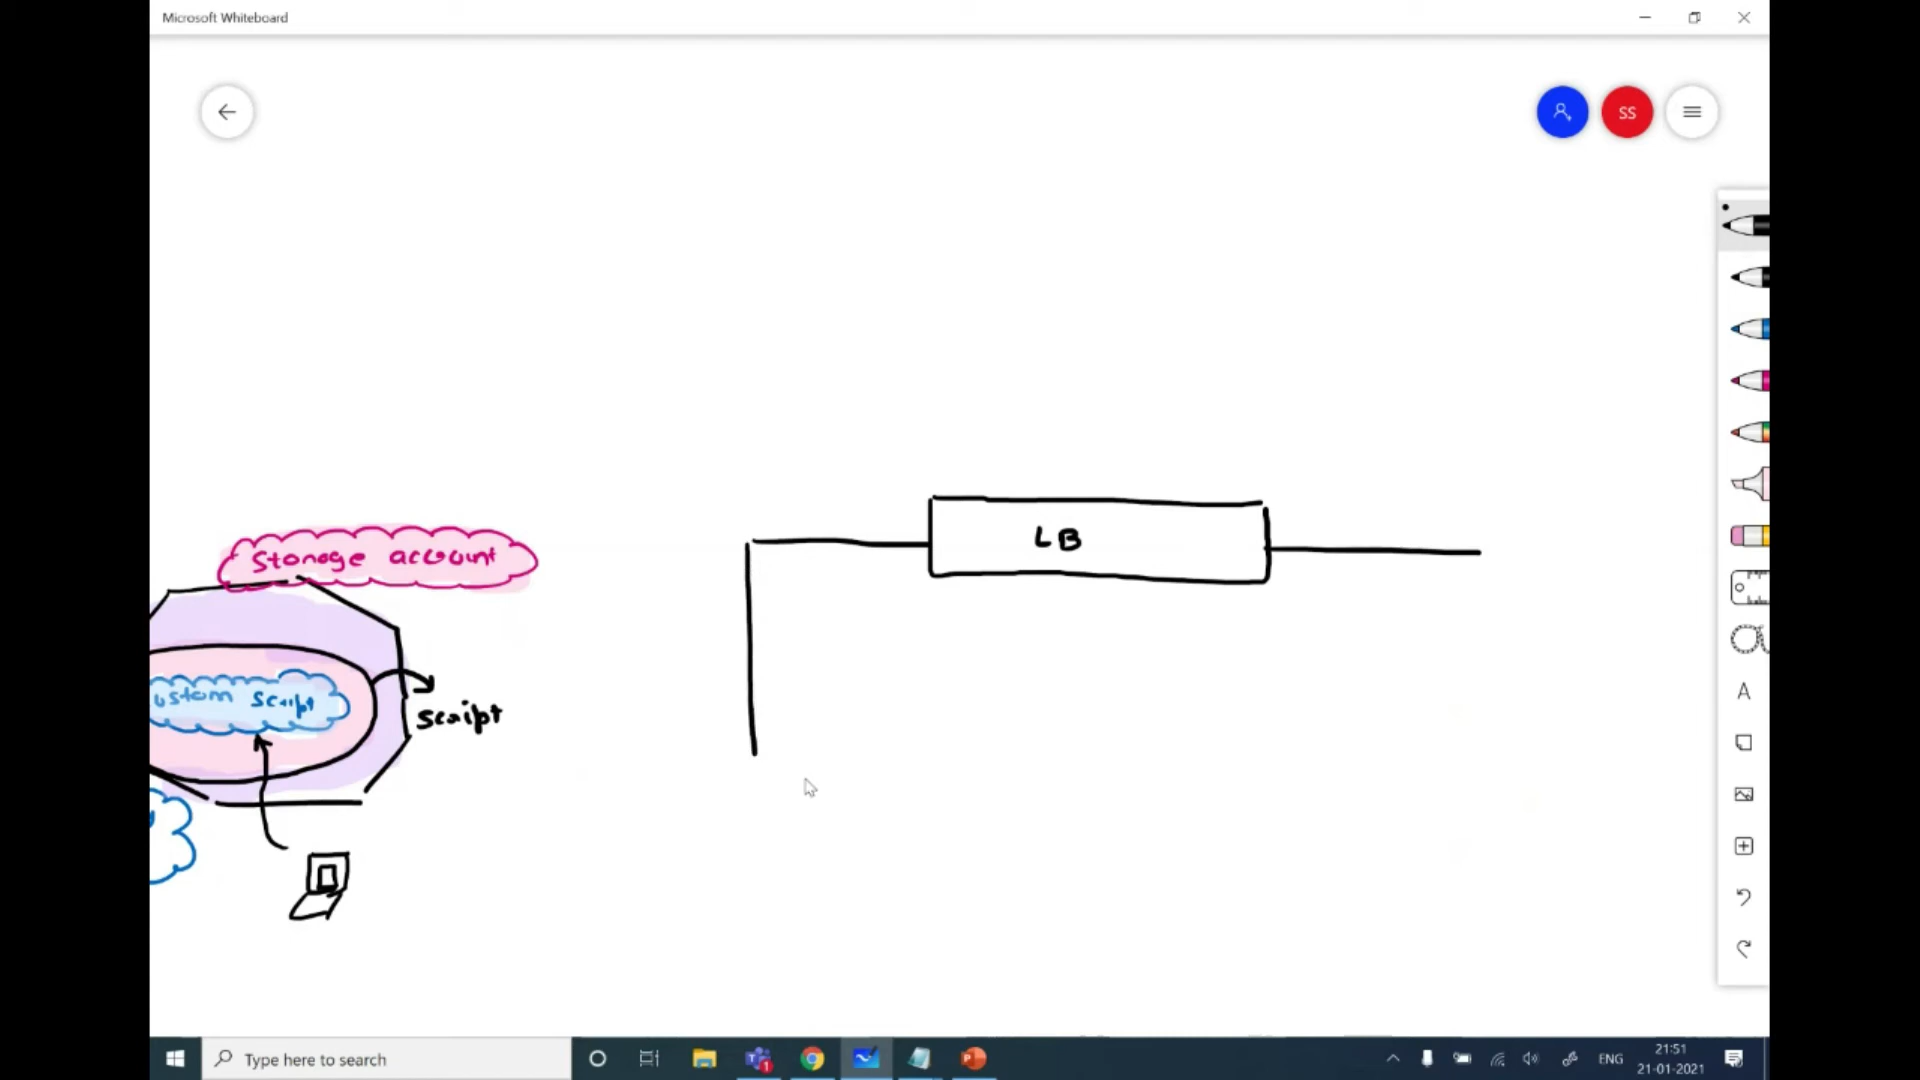 Microsoft Whiteboard
SS
LB
Storage account
ustom script
script
A
Type here to search
1
ENG
21:51
21-01-2021